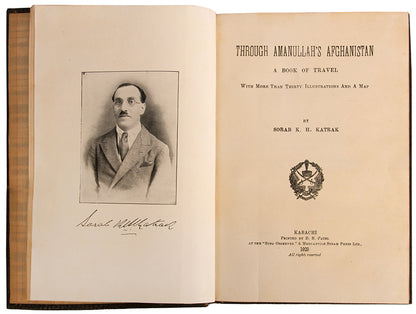 Sorab K H Katrak
THROUGH AMANULLAH'S AFGHANISTAN
A BOOK OF TRAVEL
WITH MORE THAN THIRTY ILLUSTRATIONS AND A MAP
BY
SORAB K. H. KATRAK
KARACHI
PRINTED BY D. N. PATEL
AT THE "SIND OBSERVER" & MERCANTILE STEAM PRESS LTD.,
1929
All rights reserved